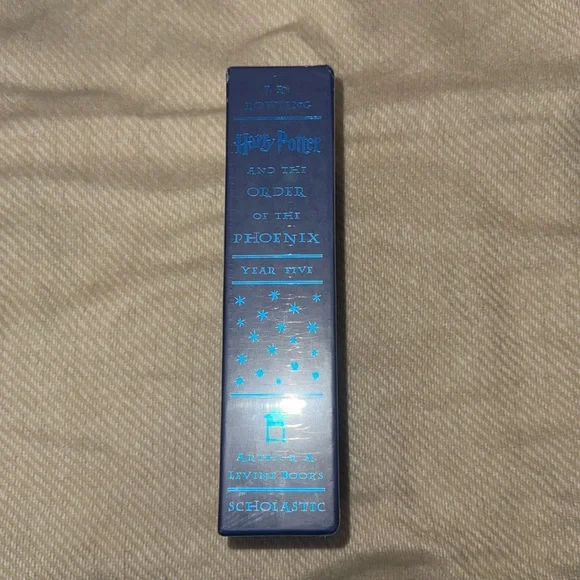 J. K.
ROWLING
HARRY POTTER
AND THE
ORDER
OF THE
PHOENIX
YEAR FIVE
ARTHUR A.
LEVINE BOOKS
SCHOLASTIC